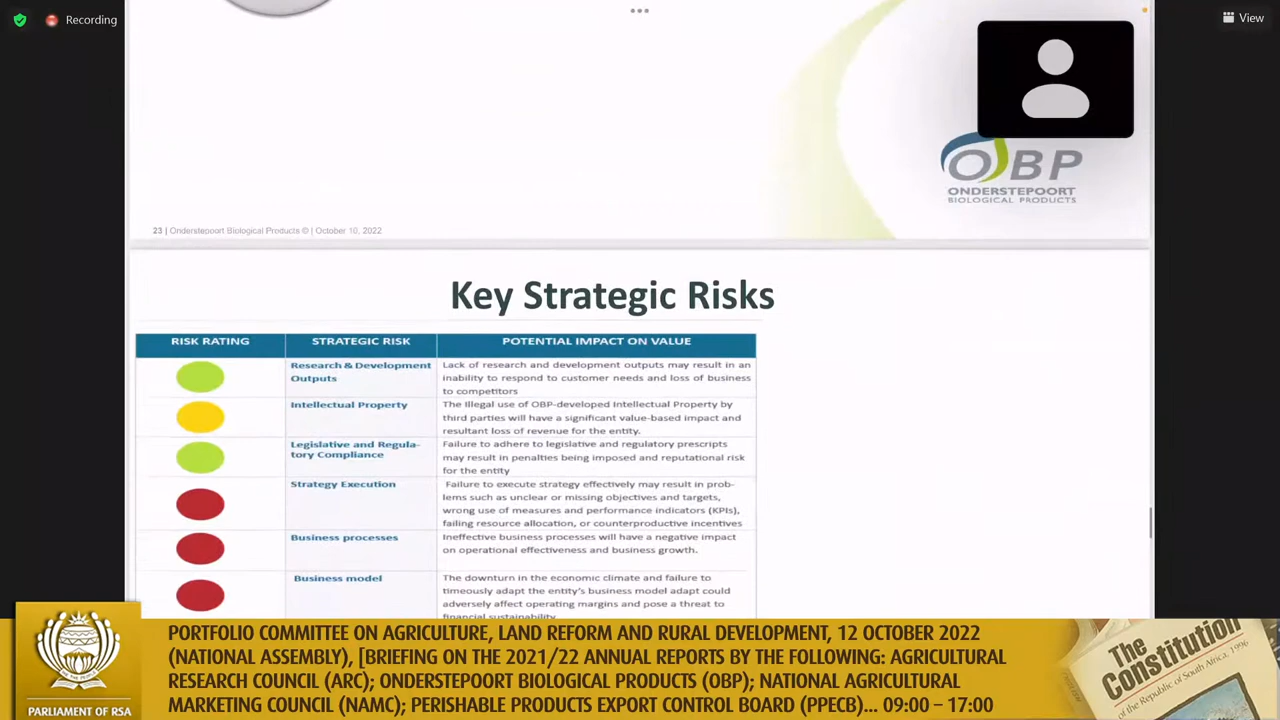 Recording
View
OBP
ONDERSTEPOORT
BIOLOGICAL PRODUCTS
23 | Onderstepoort Biological Products © | October 10, 2022
Key Strategic Risks
RISK RATING STRATEGIC RISK POTENTIAL IMPACT ON VALUE
Research & Development
Outputs
Lack of research and development outputs may result in an
inability to respond to customer needs and loss of business
to competitors
Intellectual Property
The Illegal use of OBP-developed Intellectual Property by
third parties will have a significant value-based impact and
resultant loss of revenue for the entity.
Legislative and Regula-
tory Compliance
Failure to adhere to legislative and regulatory prescripts
may result in penalties being imposed and reputational risk
for the entity
Strategy Execution
Failure to execute strategy effectively may result in prob-
lems such as unclear or missing objectives and targets,
wrong use of measures and performance indicators (KPIs),
failing resource allocation, or counterproductive incentives
Business processes
Ineffective business processes will have a negative impact
on operational effectiveness and business growth.
Business model
The downturn in the economic climate and failure to
timeously adapt the entity's business model adapt could
adversely affect operating margins and pose a threat to
financial sustainability
PORTFOLIO COMMITTEE ON AGRICULTURE, LAND REFORM AND RURAL DEVELOPMENT, 12 OCTOBER 2022
(NATIONAL ASSEMBLY), [BRIEFING ON THE 2021/22 ANNUAL REPORTS BY THE FOLLOWING: AGRICULTURAL
RESEARCH COUNCIL (ARC); ONDERSTEPOORT BIOLOGICAL PRODUCTS (OBP); NATIONAL AGRICULTURAL
MARKETING COUNCIL (NAMC); PERISHABLE PRODUCTS EXPORT CONTROL BOARD (PPECB)... 09:00 – 17:00
PARLIAMENT OF RSA
The
Constitution
of the Republic of South Africa, 1996